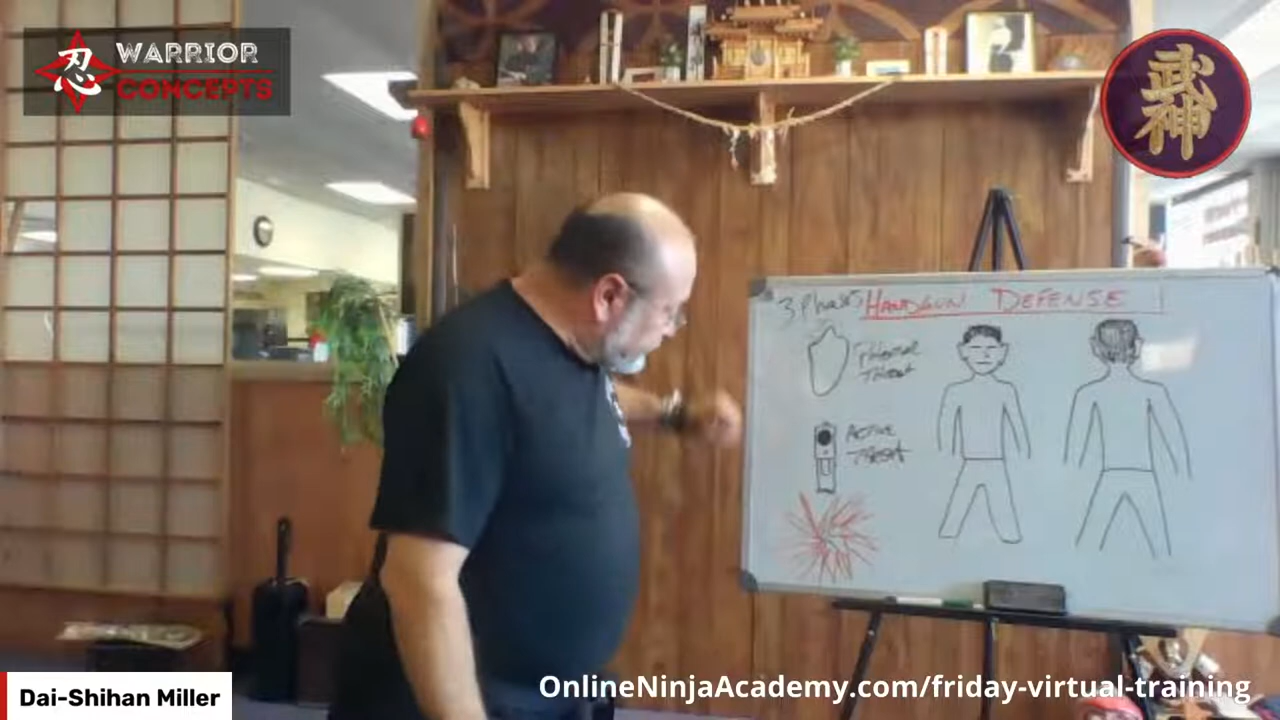 忍
WARRIOR
CONCEPTS
武神
3 Phases HANDGUN DEFENSE !
Threat
Active
Threat
Dai-Shihan Miller
OnlineNinjaAcademy.com/friday-virtual-training